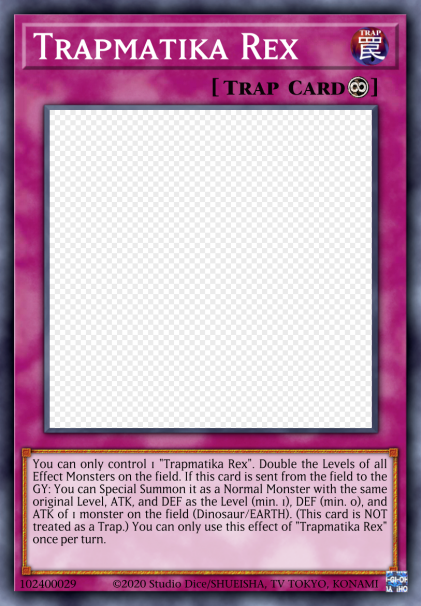 Trapmatika Rex
TRAP
罠
[ Trap Card ]
You can only control 1 "Trapmatika Rex". Double the Levels of all
Effect Monsters on the field. If this card is sent from the field to the
GY: You can Special Summon it as a Normal Monster with the same
original Level, ATK, and DEF as the Level (min. 1), DEF (min. 0), and
ATK of 1 monster on the field (Dinosaur/EARTH). (This card is NOT
treated as a Trap.) You can only use this effect of "Trapmatika Rex"
once per turn.
102400029 ©2020 Studio Dice/SHUEISHA, TV TOKYO, KONAMI